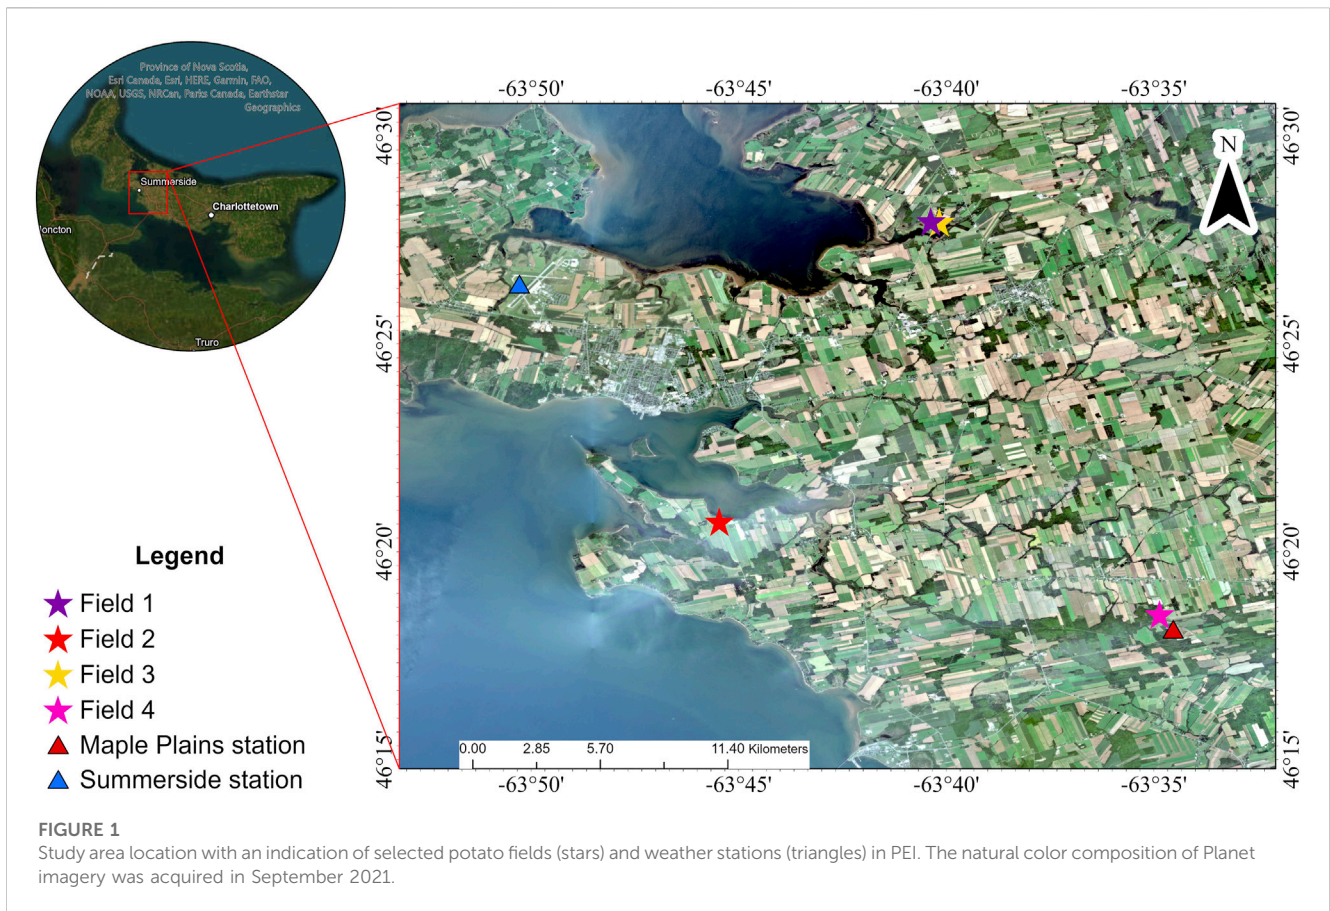 Province of Nova Scotia,
Esri Canada, Esri, HERE, Garmin, FAO,
NOAA, USGS, NRCan, Parks Canada, Earthstar
Geographics
Summerside
Charlottetown
oncton
Truro
-63°50' -63°45' -63°40' -63°35'
46°30' 46°30'
N
46°25' 46°25'
46°20' 46°20'
46°15' 46°15'
0.00 2.85 5.70 11.40 Kilometers
-63°50' -63°45' -63°40' -63°35'
Legend
Field 1
Field 2
Field 3
Field 4
Maple Plains station
Summerside station
FIGURE 1
Study area location with an indication of selected potato fields (stars) and weather stations (triangles) in PEI. The natural color composition of Planet
imagery was acquired in September 2021.